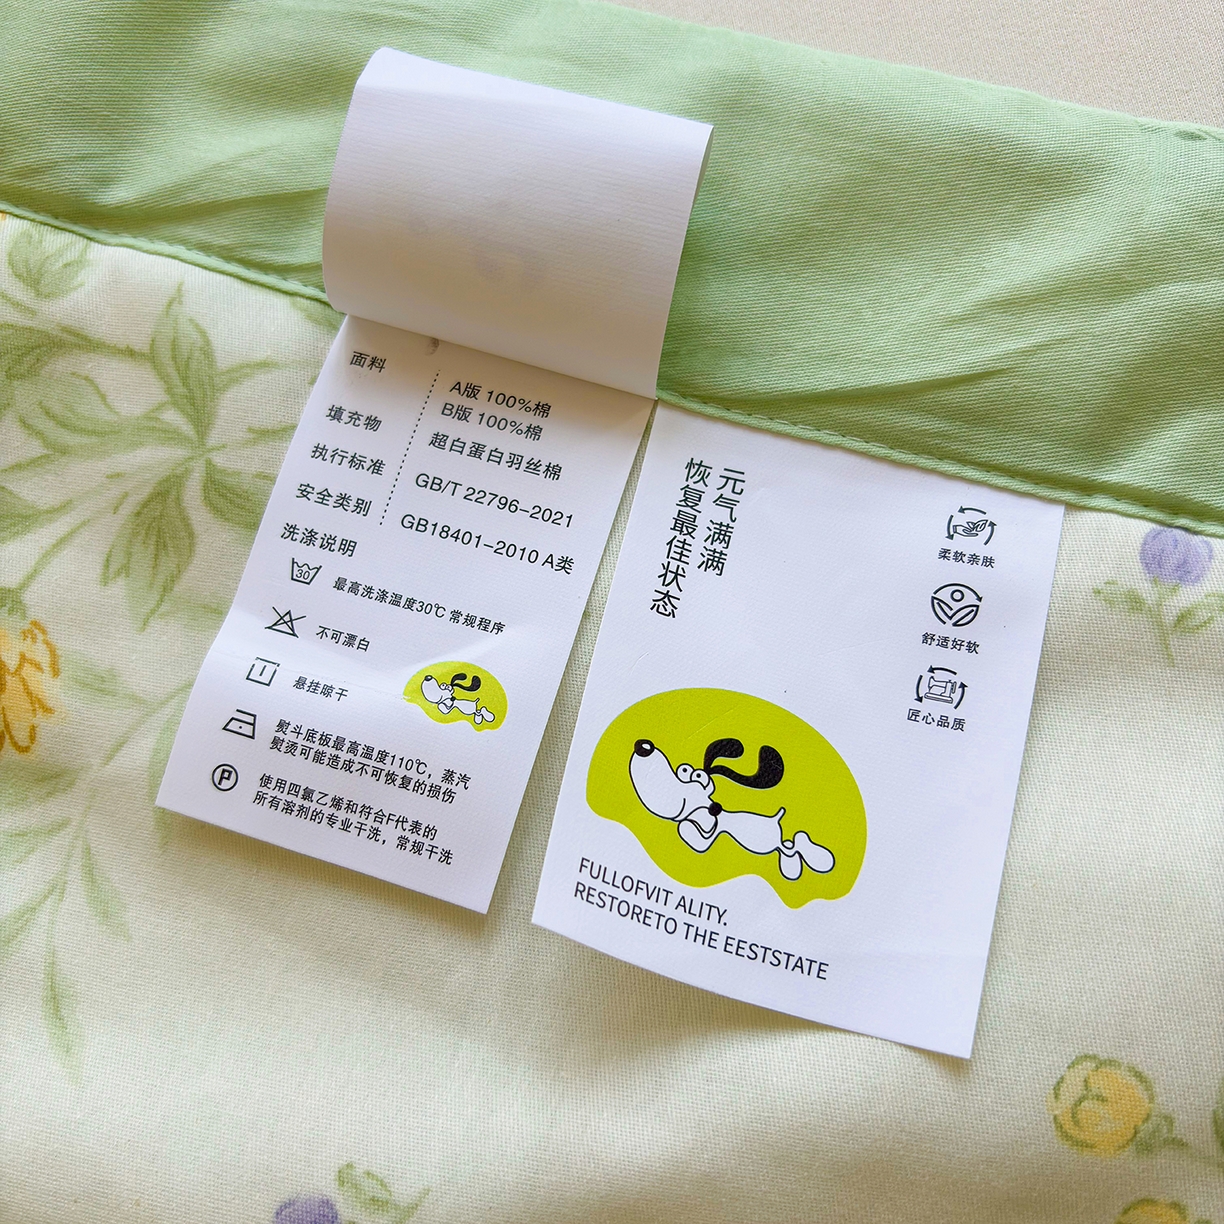 面料
A版 100%棉
B版 100%棉
填充物
超白蛋白羽丝棉
执行标准
GB/T 22796-2021
安全类别
GB18401-2010 A类
洗涤说明
30
最高洗涤温度30℃ 常规程序
不可漂白
悬挂晾干
熨斗底板最高温度110℃，蒸汽
熨烫可能造成不可恢复的损伤
P
使用四氯乙烯和符合F代表的
所有溶剂的专业干洗，常规干洗
元气满满
恢复最佳状态
柔软亲肤
舒适好软
匠心品质
FULLOFVIT ALITY.
RESTORETO THE EESTSTATE